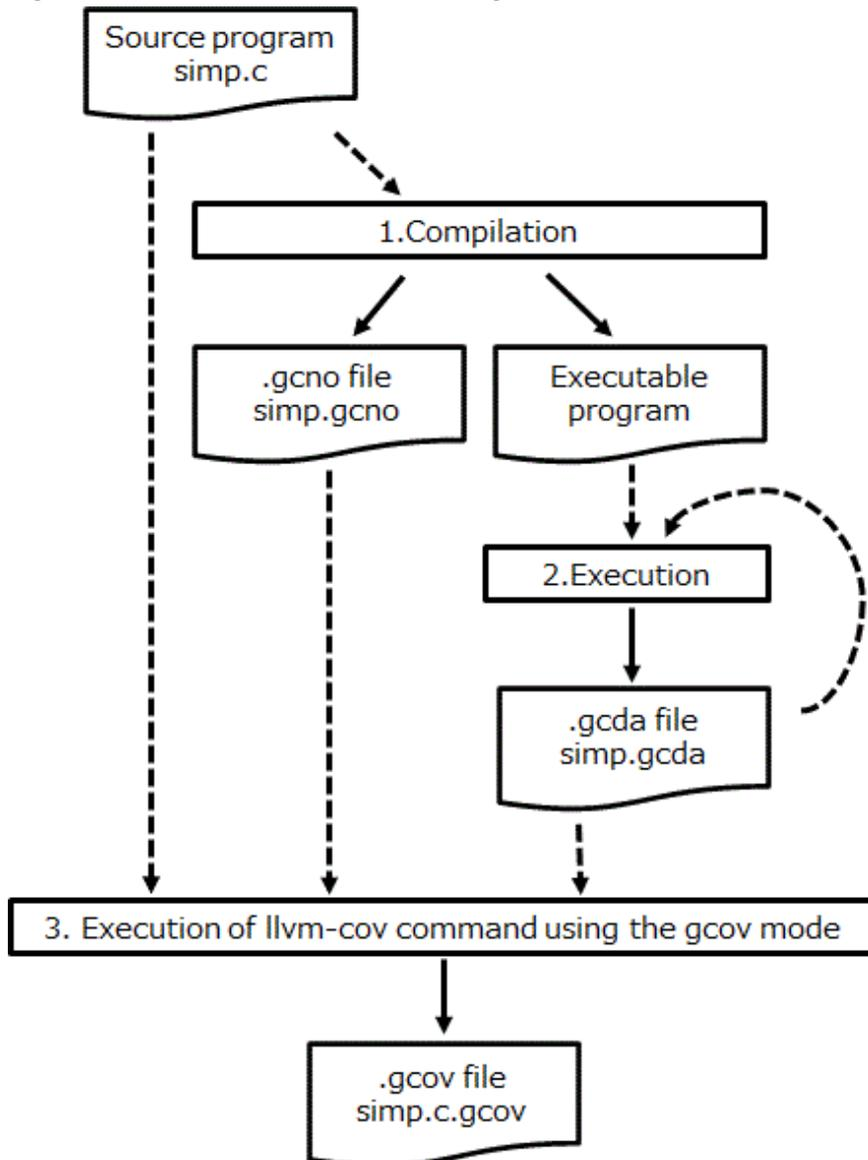 Source program
simp.c
1.Compilation
.gcno file
simp.gcno
Executable
program
2.Execution
.gcda file
simp.gcda
3. Execution of llvm-cov command using the gcov mode
.gcov file
simp.c.gcov